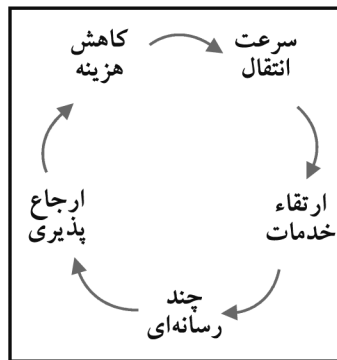 کاهش
هزینه
سرعت
انتقال
ارتقاء
خدمات
چند
رسانه‌ای
ارجاع
پذیری